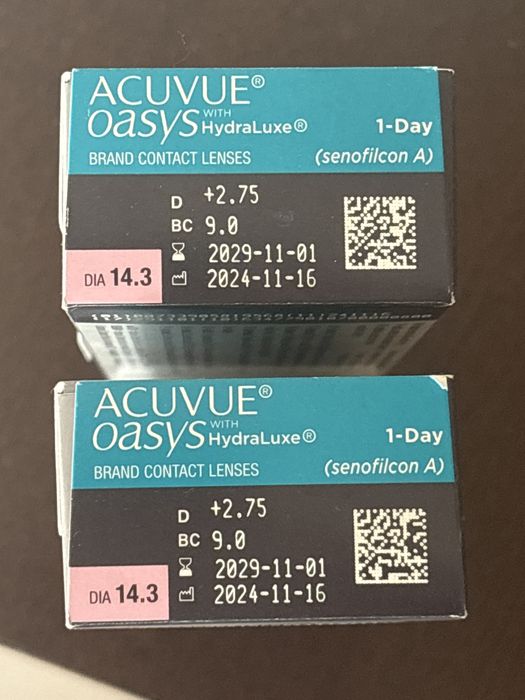 ACUVUE®
oasys WITH HydraLuxe® 1-Day
BRAND CONTACT LENSES (senofilcon A)
D +2.75
BC 9.0
2029-11-01
DIA 14.3 2024-11-16
ACUVUE®
oasys WITH HydraLuxe® 1-Day
BRAND CONTACT LENSES (senofilcon A)
D +2.75
BC 9.0
2029-11-01
DIA 14.3 2024-11-16